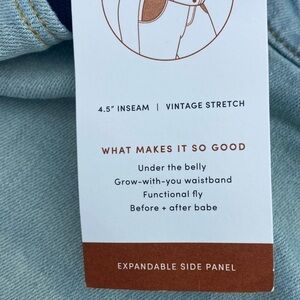 4.5" INSEAM | VINTAGE STRETCH
WHAT MAKES IT SO GOOD
Under the belly
Grow-with-you waistband
Functional fly
Before + after babe
EXPANDABLE SIDE PANEL